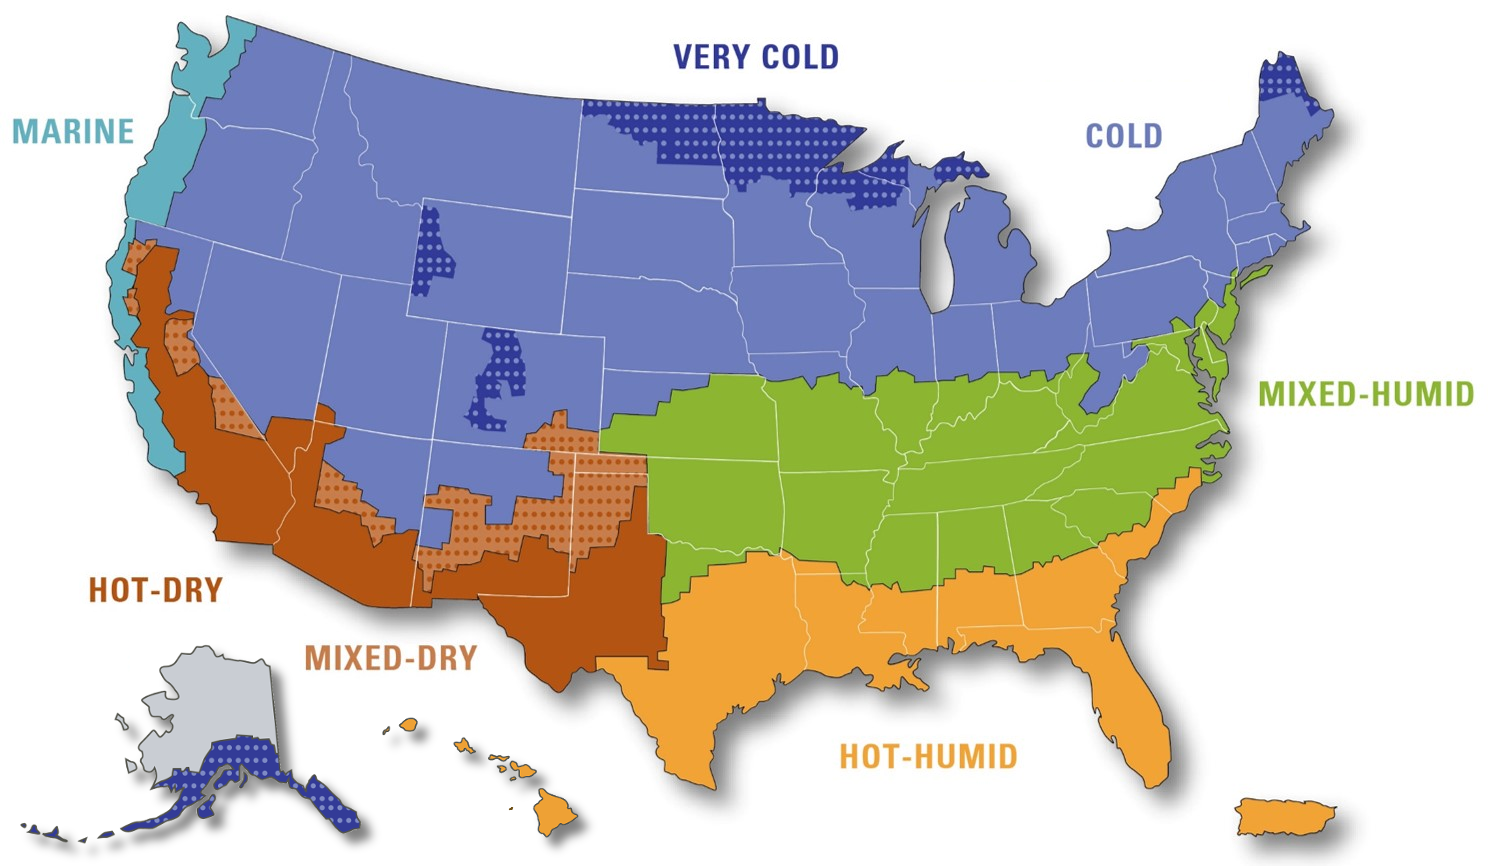 VERY COLD
MARINE
COLD
MIXED-HUMID
HOT-DRY
MIXED-DRY
HOT-HUMID